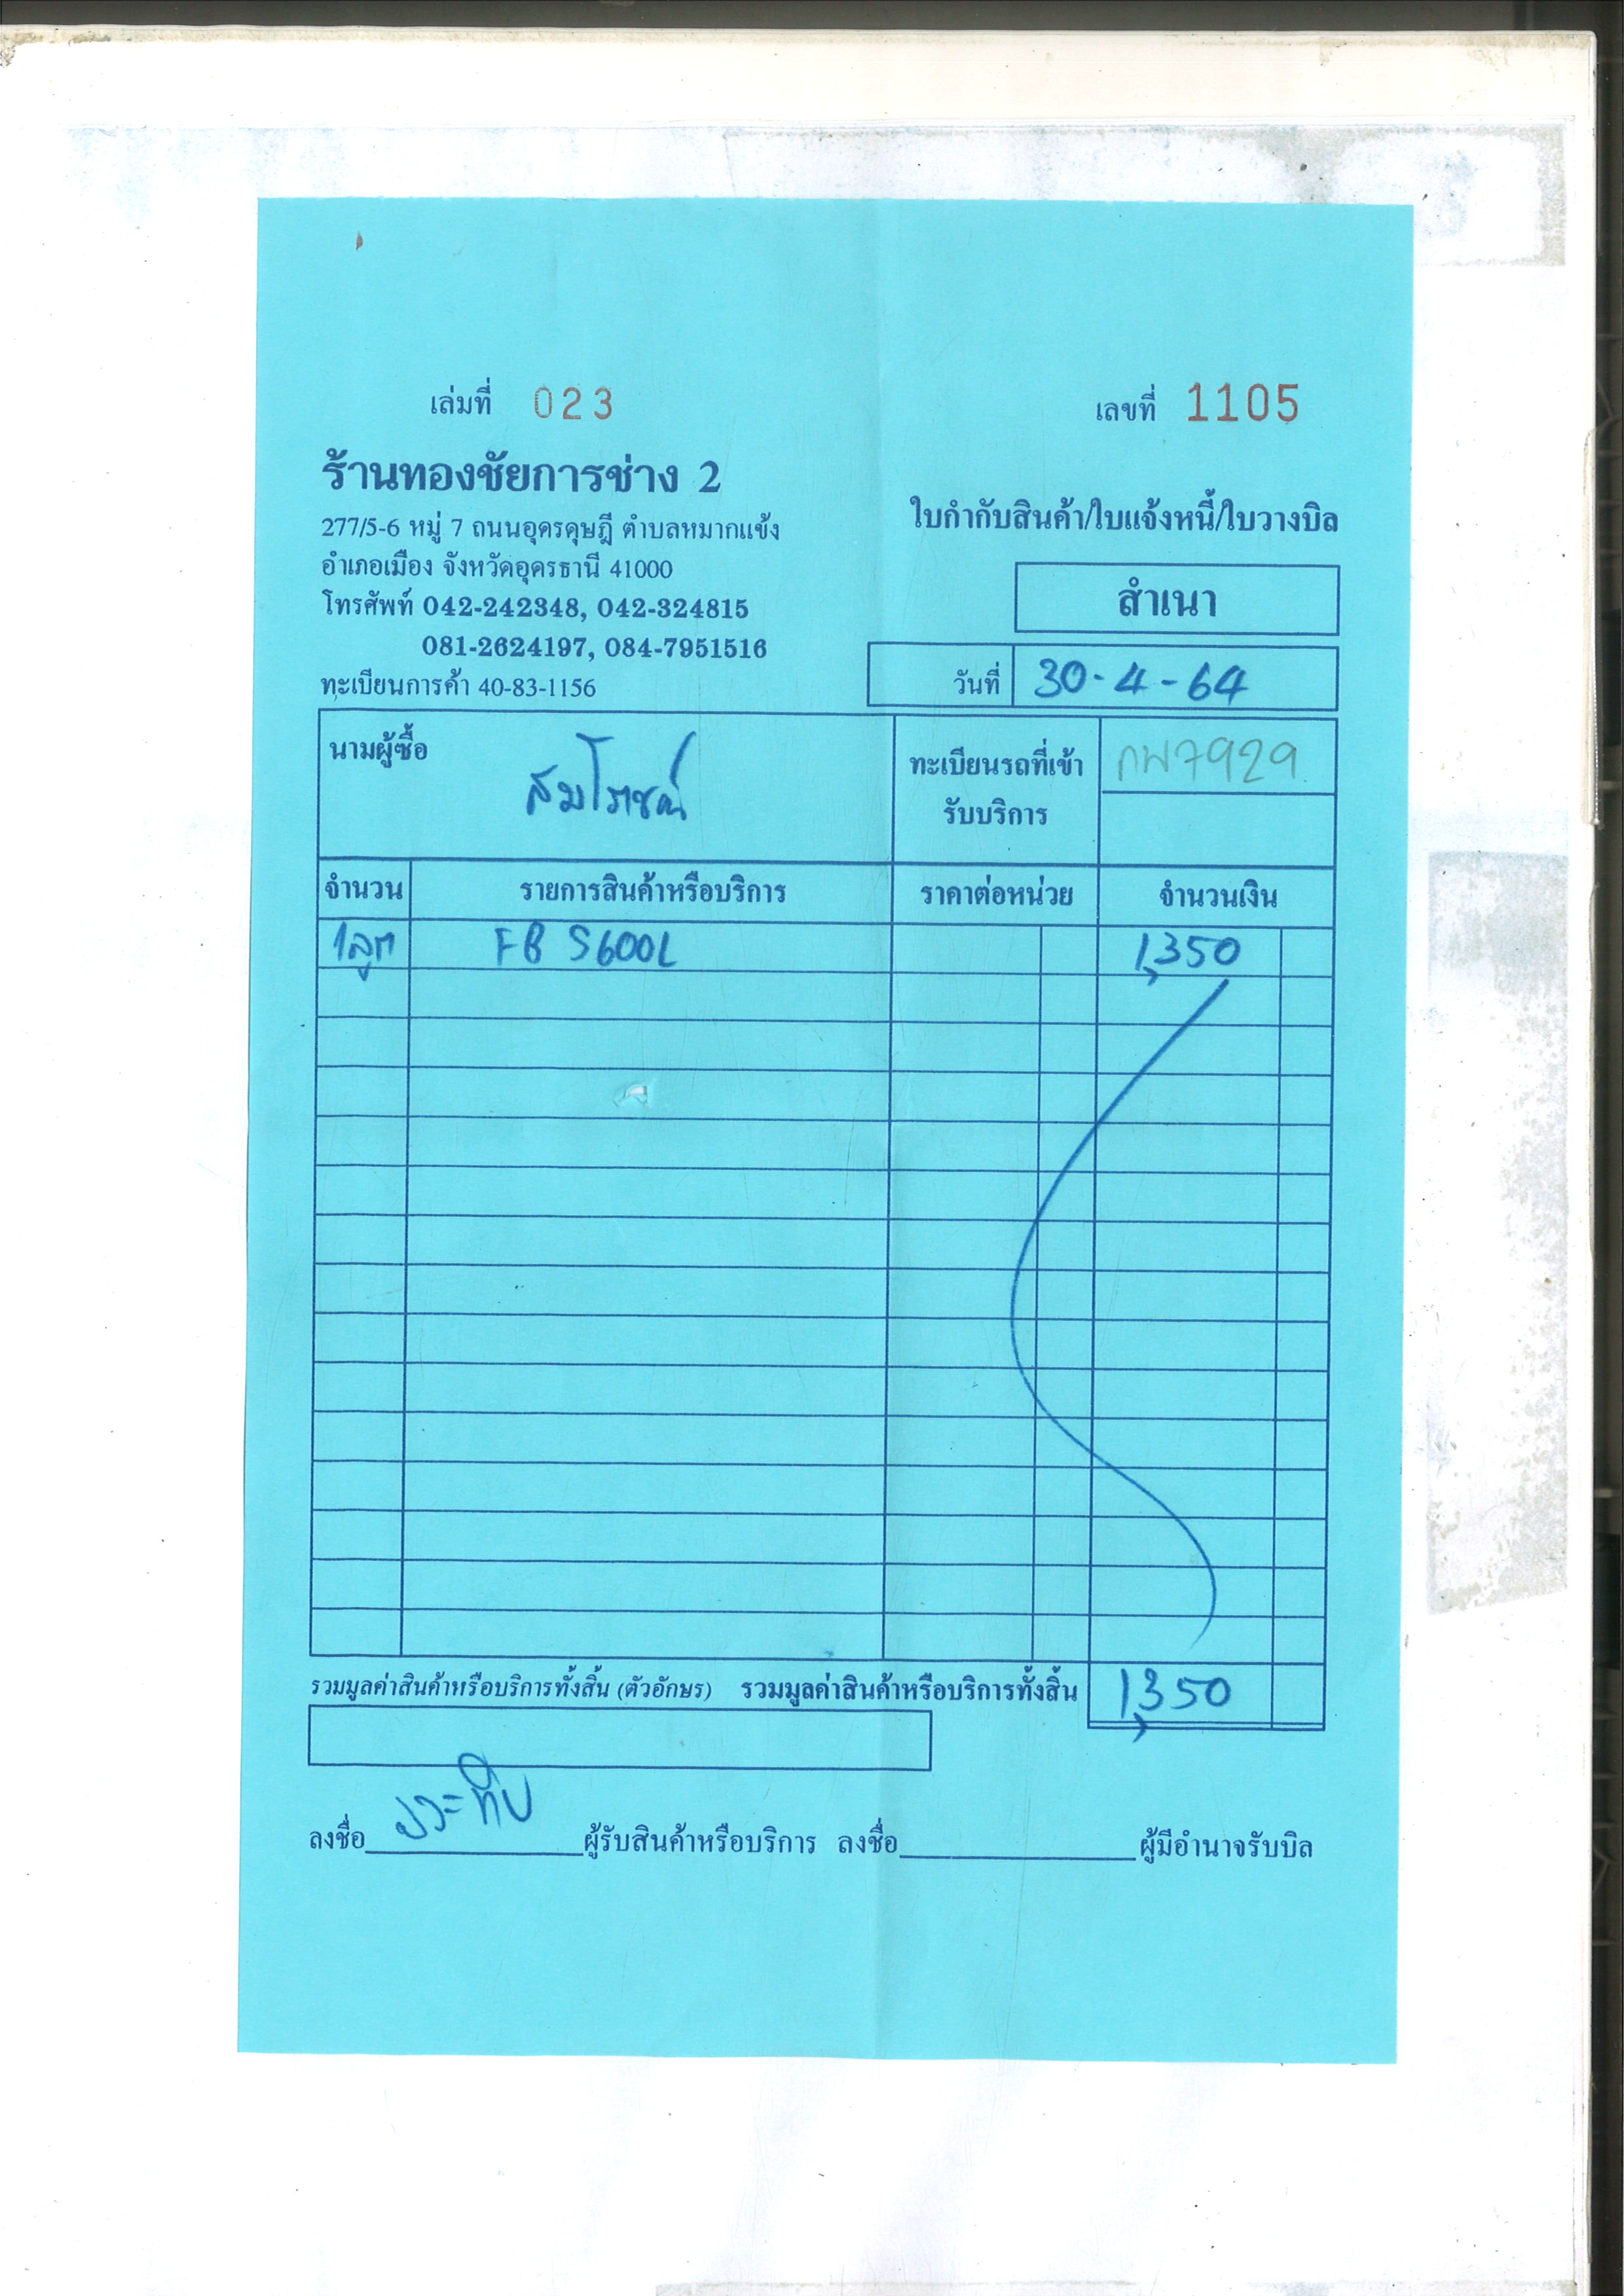 เล่มที่ 023
เลขที่ 1105
ร้านทองชัยการช่าง 2
277/5-6 หมู่ 7 ถนนอุดรดุษฎี ตำบลหมากแข้ง
อำเภอเมือง จังหวัดอุดรธานี 41000
โทรศัพท์ 042-242348, 042-324815
081-2624197, 084-7951516
ทะเบียนการค้า 40-83-1156
ใบกำกับสินค้า/ใบแจ้งหนี้/ใบวางบิล
สำเนา
วันที่ 30-4-64
นามผู้ซื้อ สมโภชณ์
ทะเบียนรถที่เข้า
รับบริการ
7929
จำนวน รายการสินค้าหรือบริการ ราคาต่อหน่วย จำนวนเงิน
1ลูก FB S600L 1,350
รวมมูลค่าสินค้าหรือบริการทั้งสิ้น (ตัวอักษร) รวมมูลค่าสินค้าหรือบริการทั้งสิ้น 1,350
ลงชื่อ ประทีป ผู้รับสินค้าหรือบริการ ลงชื่อ ผู้มีอำนาจรับบิล